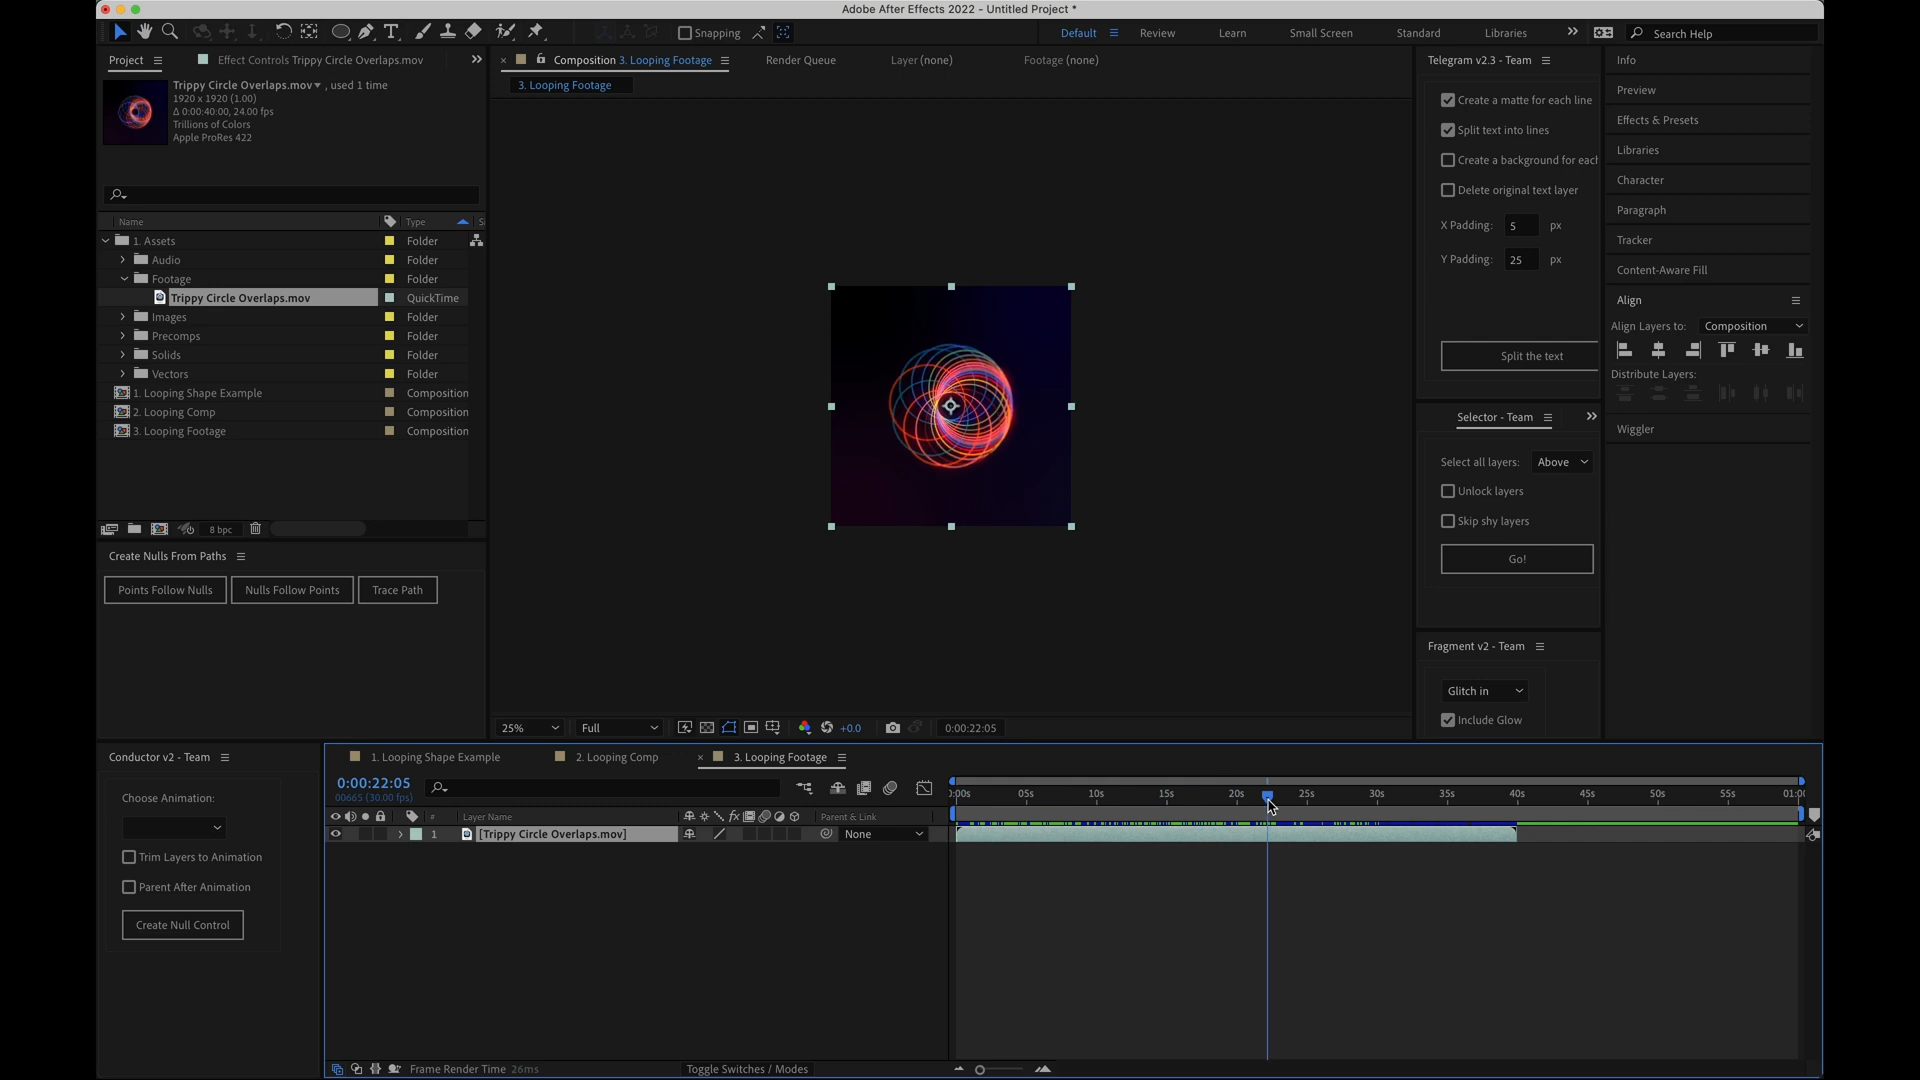 Adobe After Effects 2022 - Untitled Project *
Snapping
Default
Review
Learn
Small Screen
Standard
Libraries
Search Help
Project
Effect Controls Trippy Circle Overlaps.mov
Trippy Circle Overlaps.mov , used 1 time
1920 x 1920 (1.00)
Δ 0:00:40:00, 24.00 fps
Trillions of Colors
Apple ProRes 422
Name Type
1. Assets Folder
Audio Folder
Footage Folder
Trippy Circle Overlaps.mov QuickTime
Images Folder
Precomps Folder
Solids Folder
Vectors Folder
1. Looping Shape Example Composition
2. Looping Comp Composition
3. Looping Footage Composition
8 bpc
Create Nulls From Paths
Points Follow Nulls
Nulls Follow Points
Trace Path
Composition 3. Looping Footage
Render Queue
Layer (none)
Footage (none)
3. Looping Footage
25%
Full
+0.0
0:00:22:05
Telegram v2.3 - Team
Create a matte for each line
Split text into lines
Create a background for each
Delete original text layer
X Padding: 5 px
Y Padding: 25 px
Split the text
Selector - Team
Select all layers: Above
Unlock layers
Skip shy layers
Go!
Fragment v2 - Team
Glitch in
Include Glow
Info
Preview
Effects & Presets
Libraries
Character
Paragraph
Tracker
Content-Aware Fill
Align
Align Layers to: Composition
Distribute Layers:
Wiggler
Conductor v2 - Team
Choose Animation:
Trim Layers to Animation
Parent After Animation
Create Null Control
1. Looping Shape Example
2. Looping Comp
3. Looping Footage
0:00:22:05
00665 (30.00 fps)
# Layer Name
fx
Parent & Link
1 [Trippy Circle Overlaps.mov]
None
0:00s 05s 10s 15s 20s 25s 30s 35s 40s 45s 50s 55s 01:00
Frame Render Time 26ms
Toggle Switches / Modes